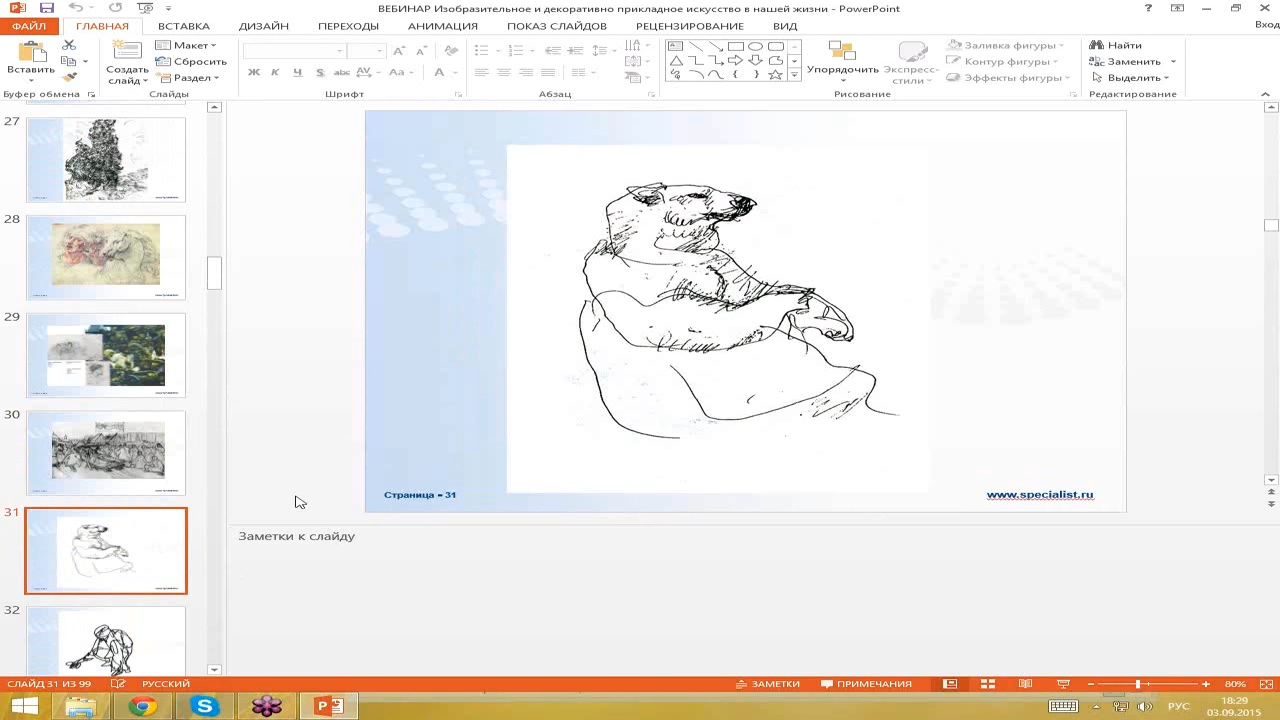 ВЕБИНАР Изобразительное и декоративно прикладное искусство в нашей жизни - PowerPoint
ФАЙЛ ГЛАВНАЯ ВСТАВКА ДИЗАЙН ПЕРЕХОДЫ ПОКАЗ СЛАЙДОВ ВИД
Вход
Вставить
Создать слайд
Макет
Сбросить
Раздел
Упорядочить
Экспресс-стили
Заливка фигуры
Контур фигуры
Эффекты фигуры
Найти
Заменить
Выделить
Буфер обмена Слайды Шрифт Абзац Рисование Редактирование
27
28
29
30
31
32
Страница - 31
www.specialist.ru
Заметки к слайду
СЛАЙД 31 ИЗ 99 РУССКИЙ ЗАМЕТКИ ПРИМЕЧАНИЯ 80%
РУС
18:29
03.09.2015